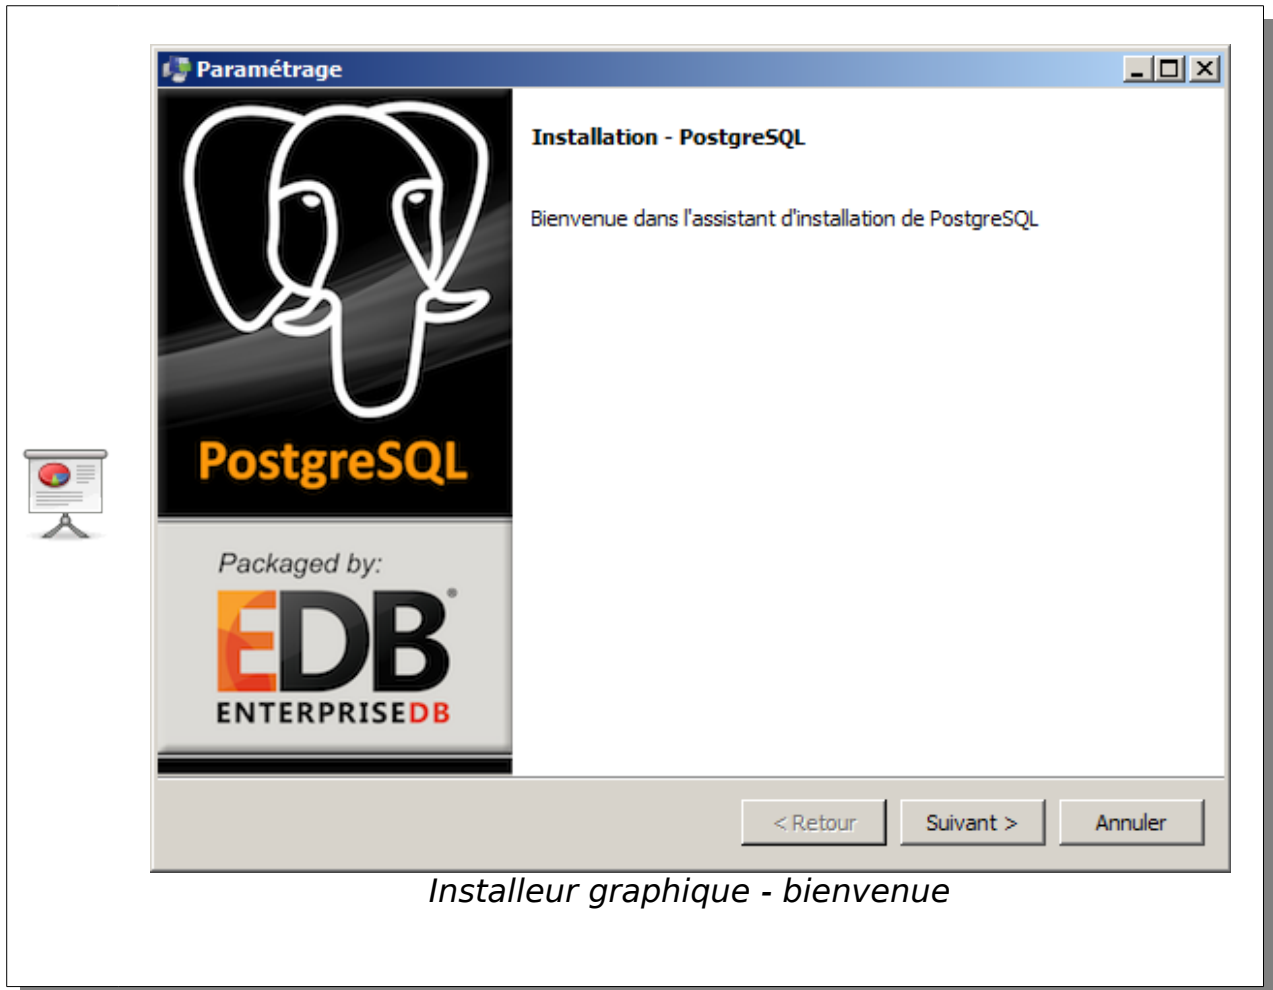 Paramétrage
Installation - PostgreSQL
Bienvenue dans l'assistant d'installation de PostgreSQL
PostgreSQL
Packaged by:
EDB®
ENTERPRISEDB
< Retour
Suivant >
Annuler
Installeur graphique - bienvenue